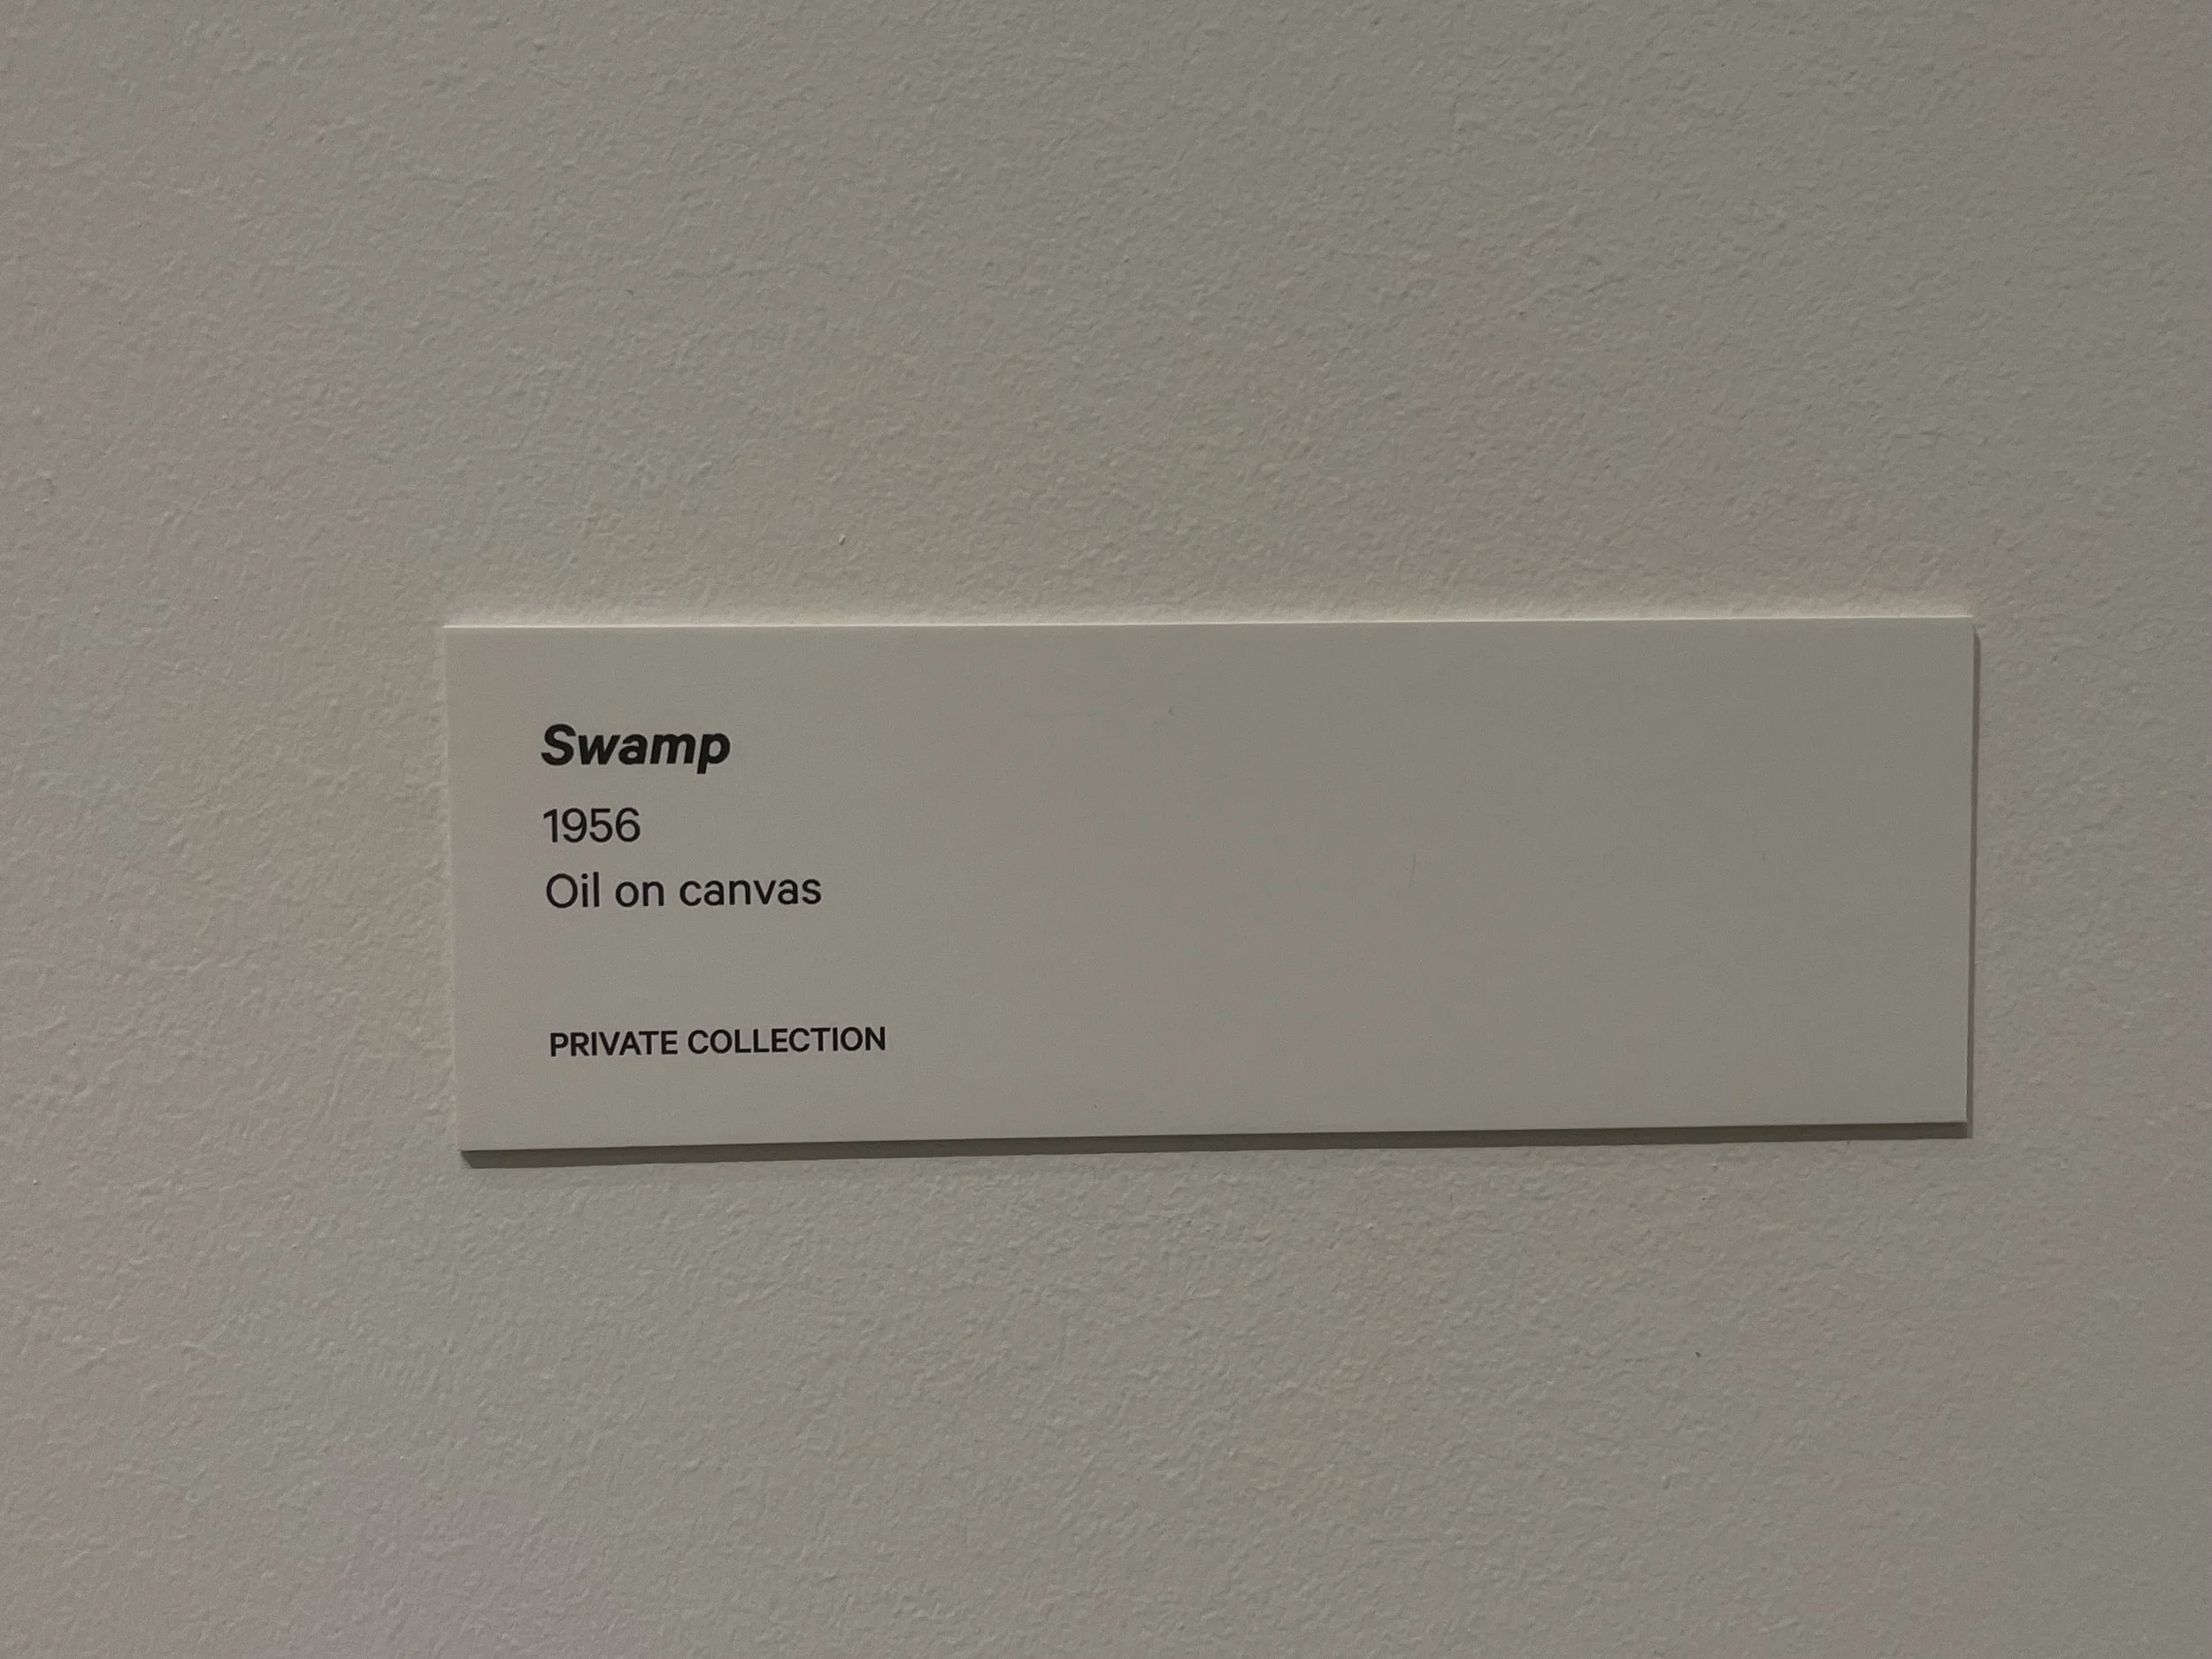 Swamp
1956
Oil on canvas
PRIVATE COLLECTION